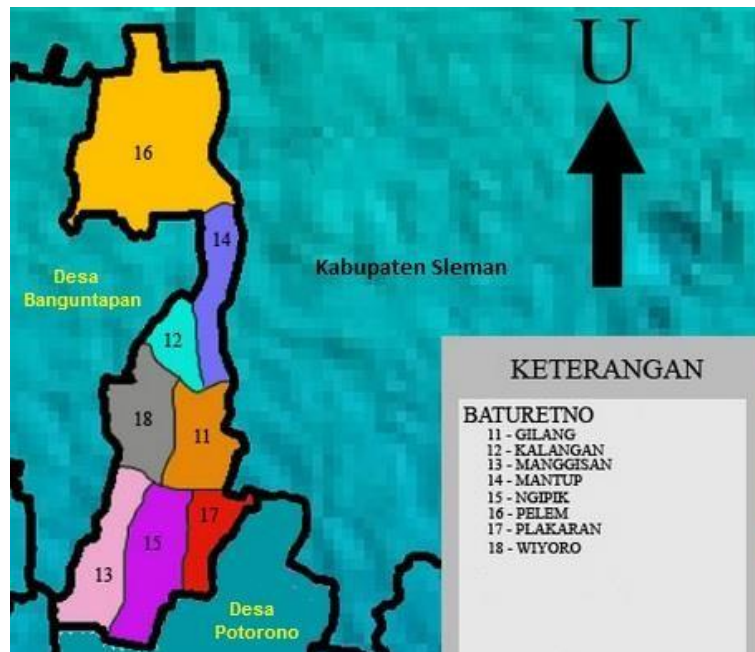 U
16
14
Desa
Banguntapan
Kabupaten Sleman
12
18
11
17
15
13
Desa
Potorono
KETERANGAN
BATURETNO
11 - GILANG
12 - KALANGAN
13 - MANGGISAN
14 - MANTUP
15 - NGIPIK
16 - PELEM
17 - PLAKARAN
18 - WIYORO